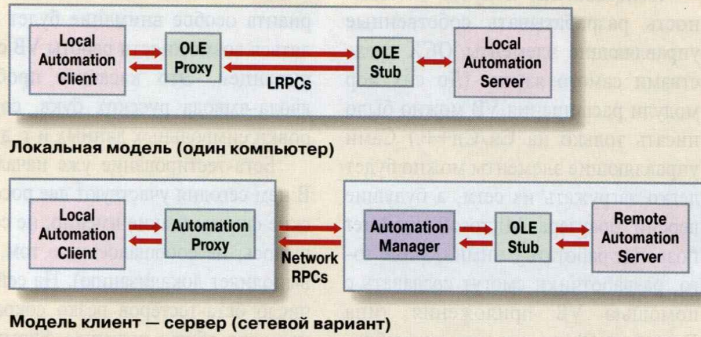 Local
Automation
Client
OLE
Proxy
LRPCs
OLE
Stub
Local
Automation
Server
Локальная модель (один компьютер)
Local
Automation
Client
Automation
Proxy
Network
RPCs
Automation
Manager
OLE
Stub
Remote
Automation
Server
Модель клиент — сервер (сетевой вариант)